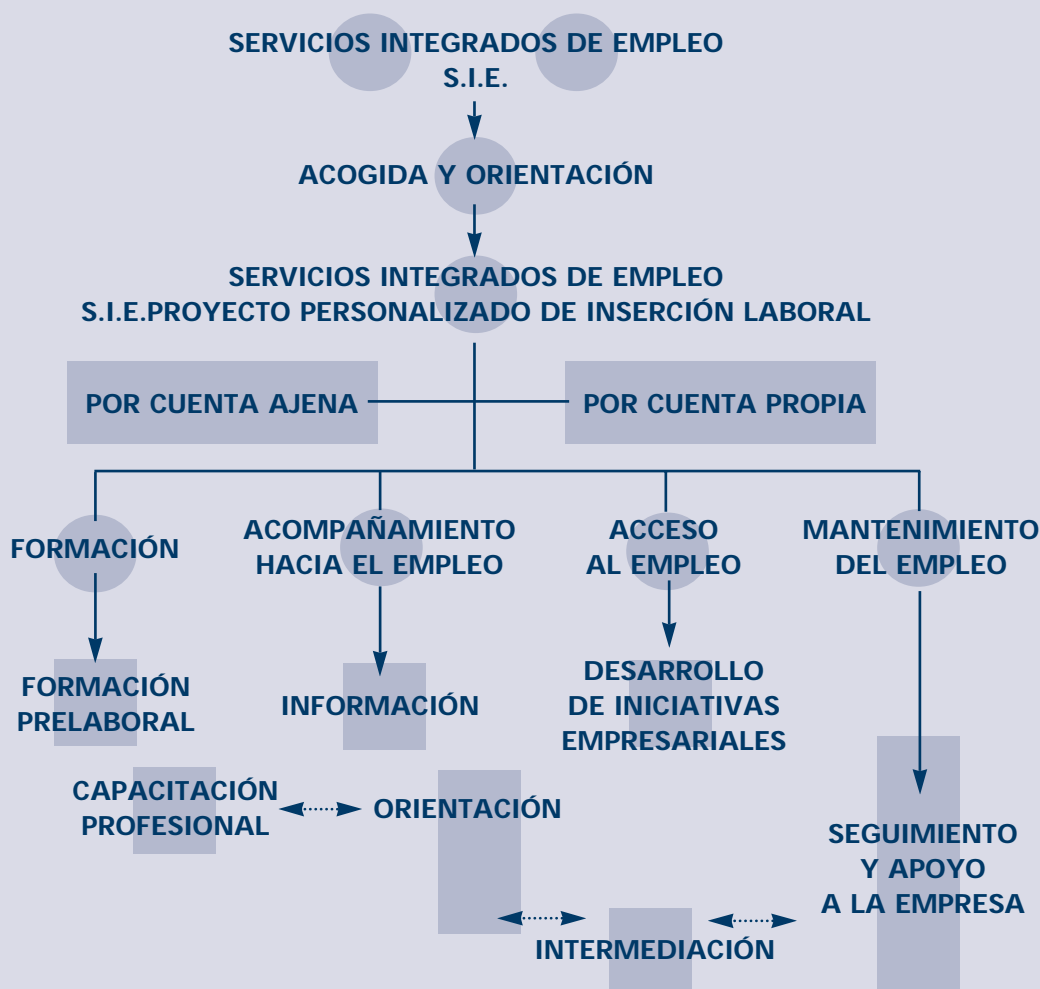 SERVICIOS INTEGRADOS DE EMPLEO
S.I.E.
ACOGIDA Y ORIENTACIÓN
SERVICIOS INTEGRADOS DE EMPLEO
S.I.E.PROYECTO PERSONALIZADO DE INSERCIÓN LABORAL
POR CUENTA AJENA
POR CUENTA PROPIA
FORMACIÓN
ACOMPAÑAMIENTO
HACIA EL EMPLEO
ACCESO
AL EMPLEO
MANTENIMIENTO
DEL EMPLEO
FORMACIÓN
PRELABORAL
INFORMACIÓN
DESARROLLO
DE INICIATIVAS
EMPRESARIALES
CAPACITACIÓN
PROFESIONAL
ORIENTACIÓN
SEGUIMIENTO
Y APOYO
A LA EMPRESA
INTERMEDIACIÓN